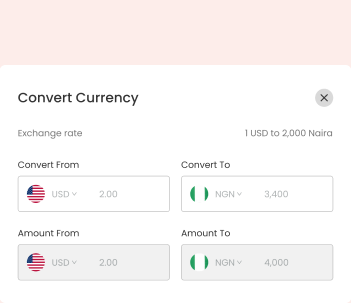 Convert Currency
Exchange rate 1 USD to 2,000 Naira
Convert From Convert To
USD 2.00 NGN 3,400
Amount From Amount To
USD 2.00 NGN 4,000